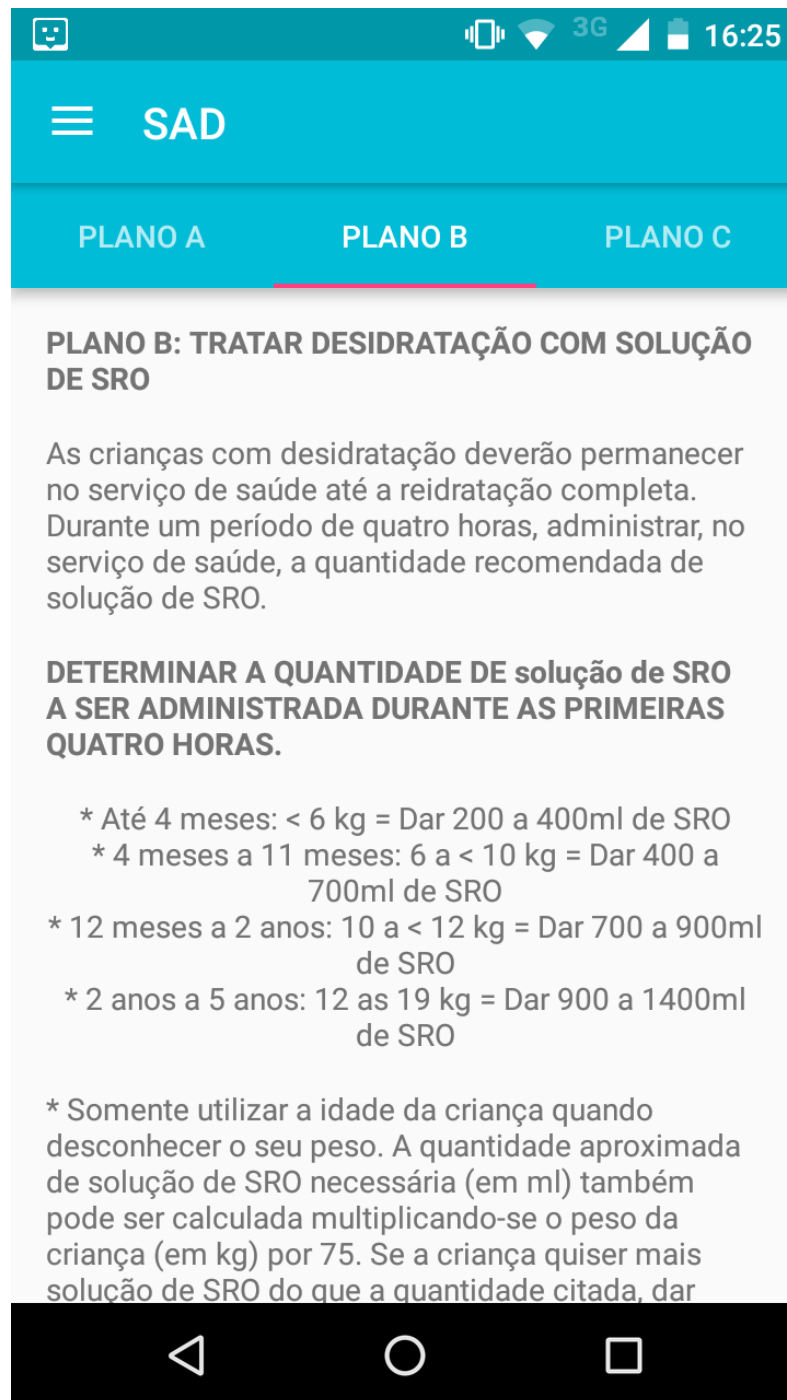 3G 16:25
SAD
PLANO A PLANO B PLANO C
PLANO B: TRATAR DESIDRATAÇÃO COM SOLUÇÃO
DE SRO
As crianças com desidratação deverão permanecer
no serviço de saúde até a reidratação completa.
Durante um período de quatro horas, administrar, no
serviço de saúde, a quantidade recomendada de
solução de SRO.
DETERMINAR A QUANTIDADE DE solução de SRO
A SER ADMINISTRADA DURANTE AS PRIMEIRAS
QUATRO HORAS.
* Até 4 meses: < 6 kg = Dar 200 a 400ml de SRO
* 4 meses a 11 meses: 6 a < 10 kg = Dar 400 a
700ml de SRO
* 12 meses a 2 anos: 10 a < 12 kg = Dar 700 a 900ml
de SRO
* 2 anos a 5 anos: 12 as 19 kg = Dar 900 a 1400ml
de SRO
* Somente utilizar a idade da criança quando
desconhecer o seu peso. A quantidade aproximada
de solução de SRO necessária (em ml) também
pode ser calculada multiplicando-se o peso da
criança (em kg) por 75. Se a criança quiser mais
solução de SRO do que a quantidade citada, dar